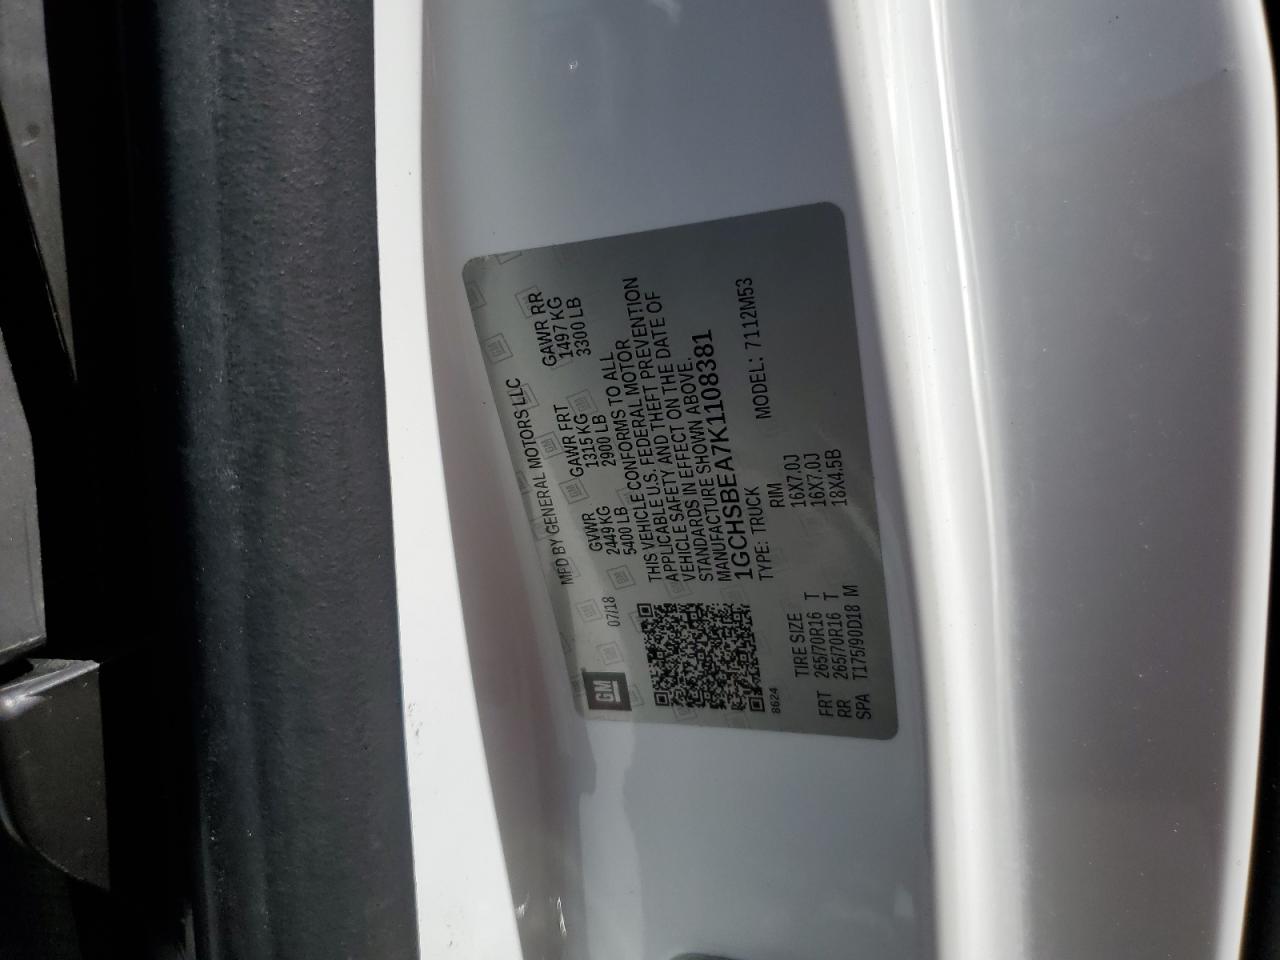 GM
MFD BY GENERAL MOTORS LLC
07/18
GVWR GAWR FRT GAWR RR
2449 KG 1315 KG 1497 KG
5400 LB 2900 LB 3300 LB
THIS VEHICLE CONFORMS TO ALL
APPLICABLE U.S. FEDERAL MOTOR
VEHICLE SAFETY AND THEFT PREVENTION
STANDARDS IN EFFECT ON THE DATE OF
MANUFACTURE SHOWN ABOVE.
1GCHSBEA7K1108381
TYPE: TRUCK MODEL: 7112M53
8624
TIRE SIZE RIM
FRT 265/70R16 T 16X7.0J
RR 265/70R16 T 16X7.0J
SPA T175/90D18 M 18X4.5B